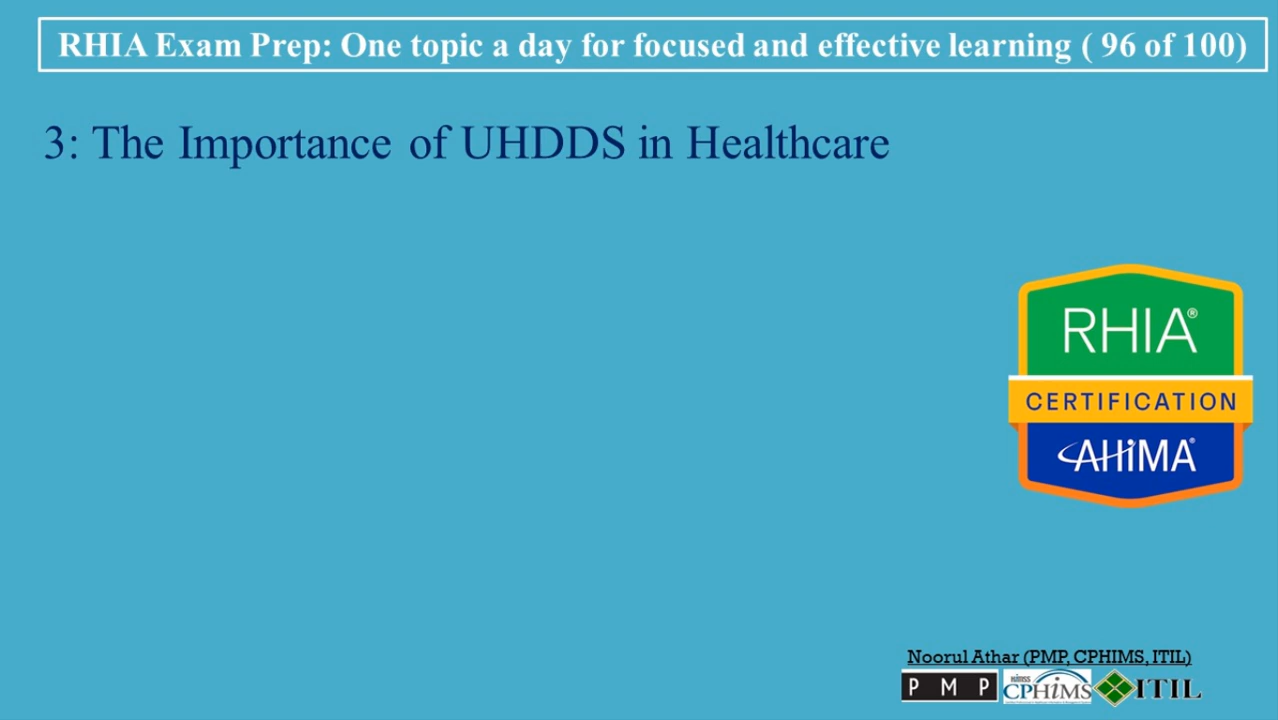 RHIA Exam Prep: One topic a day for focused and effective learning ( 96 of 100)
3: The Importance of UHDDS in Healthcare
RHIA®
CERTIFICATION
AHiMA®
Noorul Athar (PMP, CPHIMS, ITIL)
P M P
himss
CPHiMS
ITIL